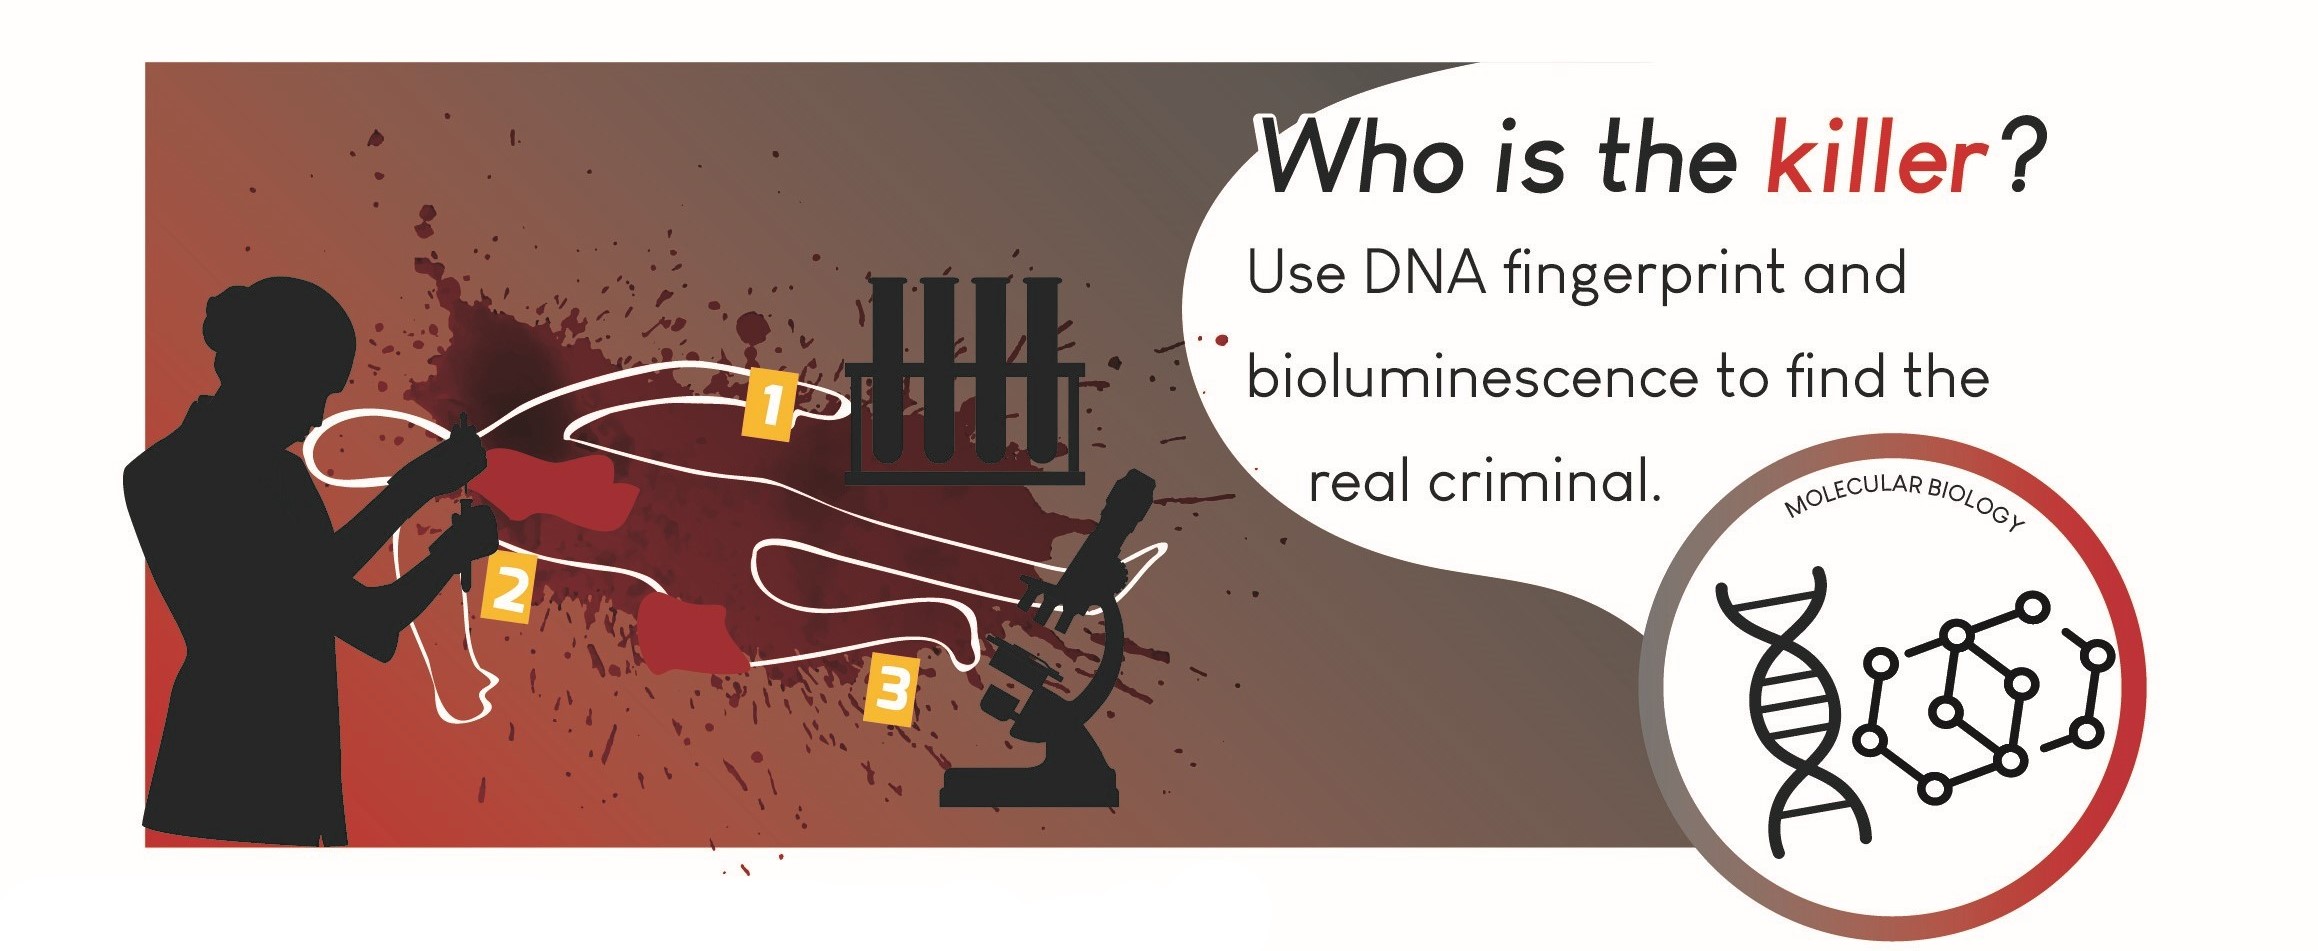 Who is the killer?
Use DNA fingerprint and
bioluminescence to find the
real criminal.
MOLECULAR BIOLOGY
1
2
3